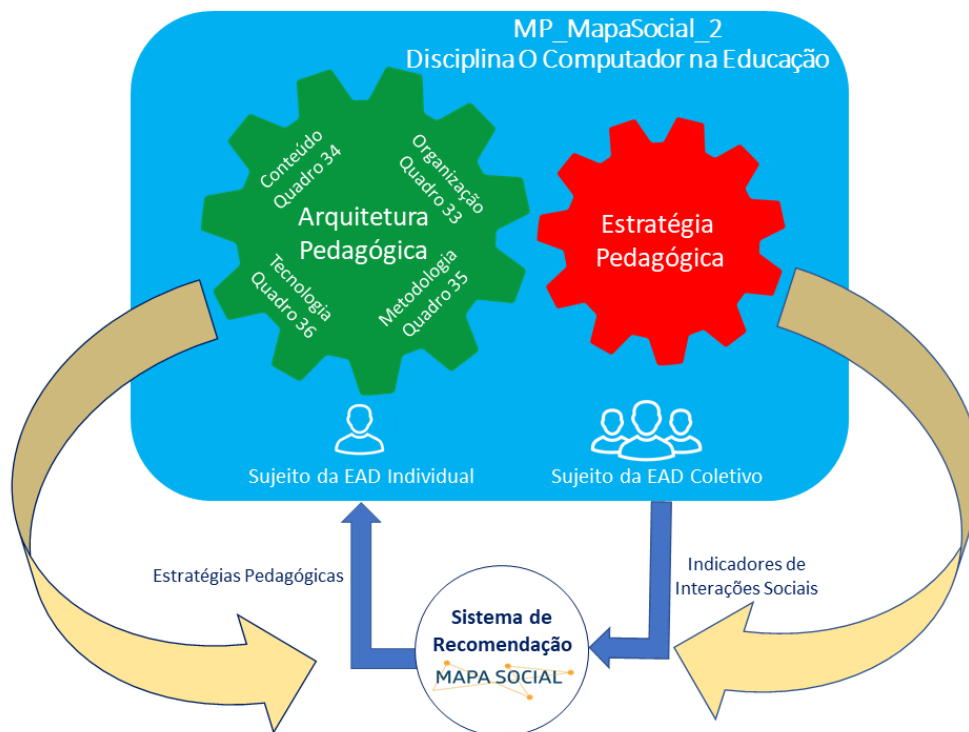 MP_MapaSocial_2
Disciplina O Computador na Educação
Conteúdo
Quadro 34
Organização
Quadro 33
Arquitetura
Pedagógica
Tecnologia
Quadro 36
Metodologia
Quadro 35
Estratégia
Pedagógica
Sujeito da EAD Individual
Sujeito da EAD Coletivo
Estratégias Pedagógicas
Indicadores de
Interações Sociais
Sistema de
Recomendação
MAPA SOCIAL